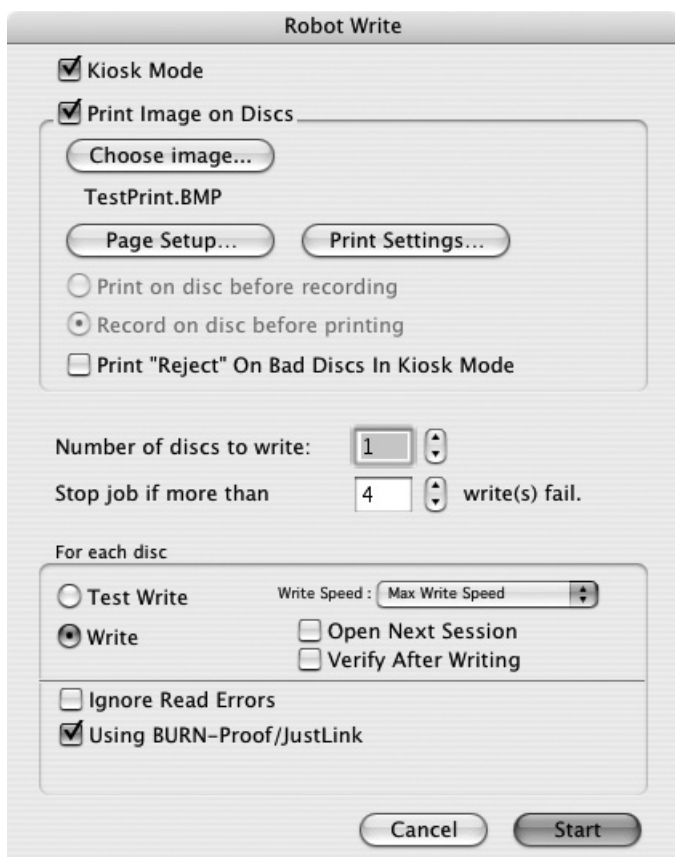 Robot Write
Kiosk Mode
Print Image on Discs
Choose image...
TestPrint.BMP
Page Setup... Print Settings...
Print on disc before recording
Record on disc before printing
Print "Reject" On Bad Discs In Kiosk Mode
Number of discs to write: 1
Stop job if more than 4 write(s) fail.
For each disc
Test Write Write Speed : Max Write Speed
Write Open Next Session
Verify After Writing
Ignore Read Errors
Using BURN-Proof/JustLink
Cancel Start